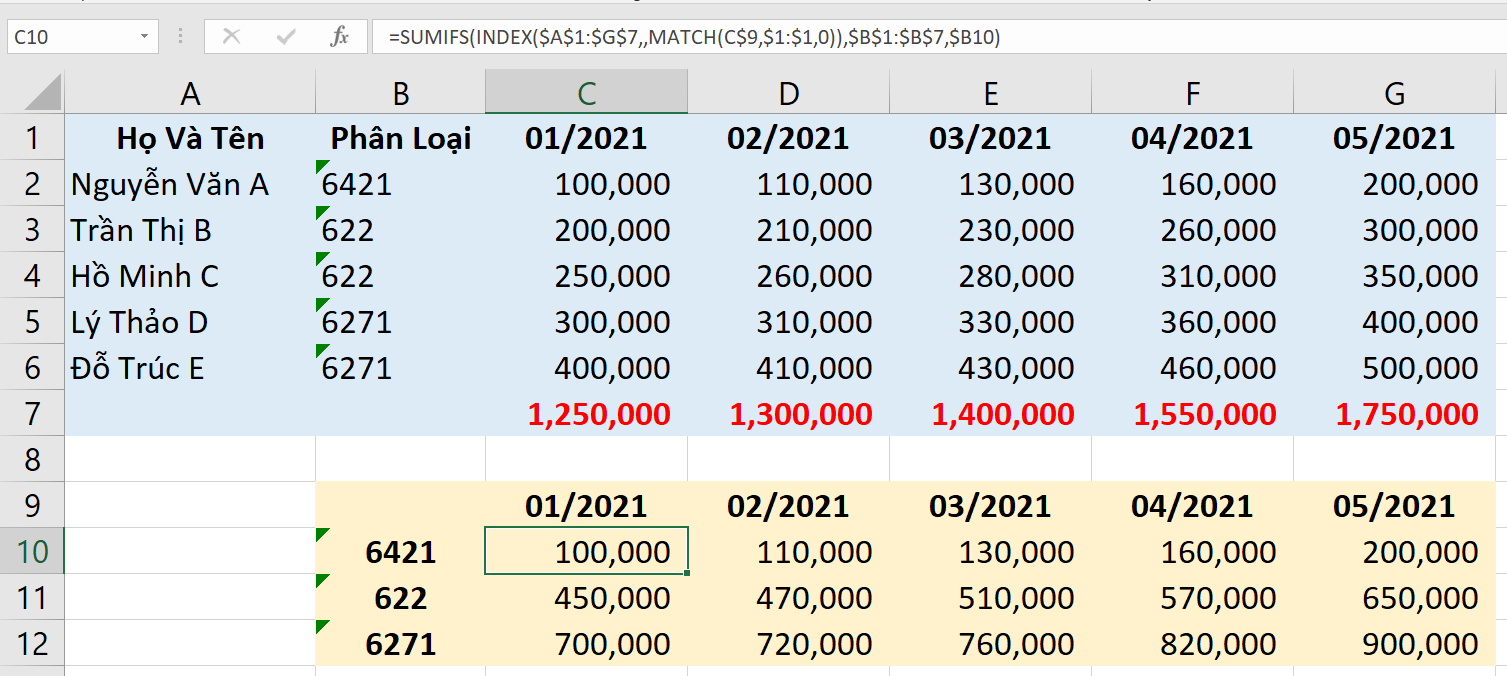 C10 fx =SUMIFS(INDEX($A$1:$G$7,,MATCH(C$9,$1:$1,0)),$B$1:$B$7,$B10)
A B C D E F G
1 Họ Và Tên Phân Loại 01/2021 02/2021 03/2021 04/2021 05/2021
2 Nguyễn Văn A 6421 100,000 110,000 130,000 160,000 200,000
3 Trần Thị B 622 200,000 210,000 230,000 260,000 300,000
4 Hồ Minh C 622 250,000 260,000 280,000 310,000 350,000
5 Lý Thảo D 6271 300,000 310,000 330,000 360,000 400,000
6 Đỗ Trúc E 6271 400,000 410,000 430,000 460,000 500,000
7 1,250,000 1,300,000 1,400,000 1,550,000 1,750,000
8
9 01/2021 02/2021 03/2021 04/2021 05/2021
10 6421 100,000 110,000 130,000 160,000 200,000
11 622 450,000 470,000 510,000 570,000 650,000
12 6271 700,000 720,000 760,000 820,000 900,000